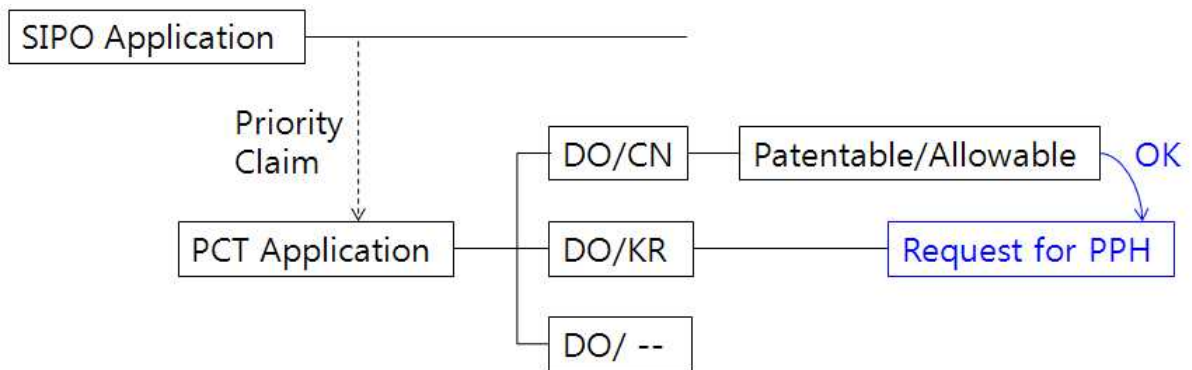 SIPO Application
Priority
Claim
DO/CN
Patentable/Allowable
OK
PCT Application
DO/KR
Request for PPH
DO/ --